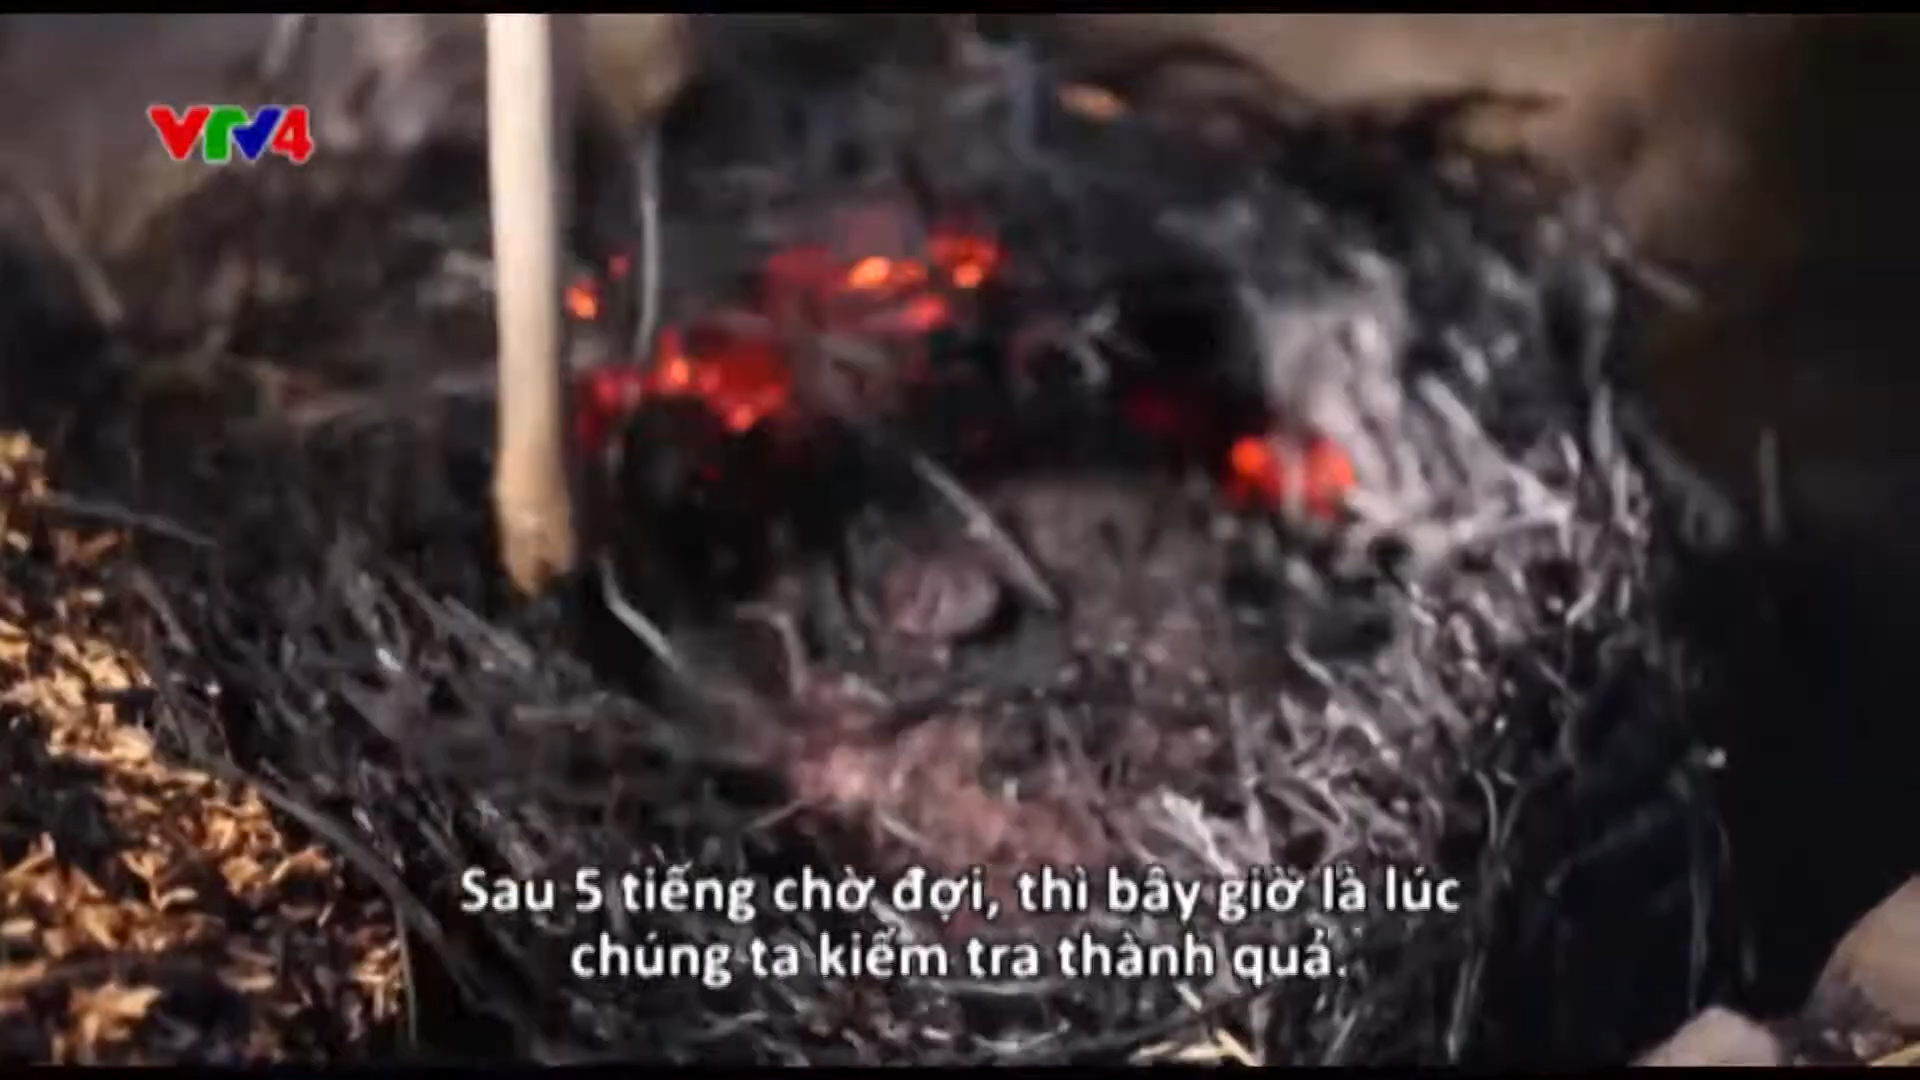 VTV4
Sau 5 tiếng chờ đợi, thì bây giờ là lúc
chúng ta kiểm tra thành quả.